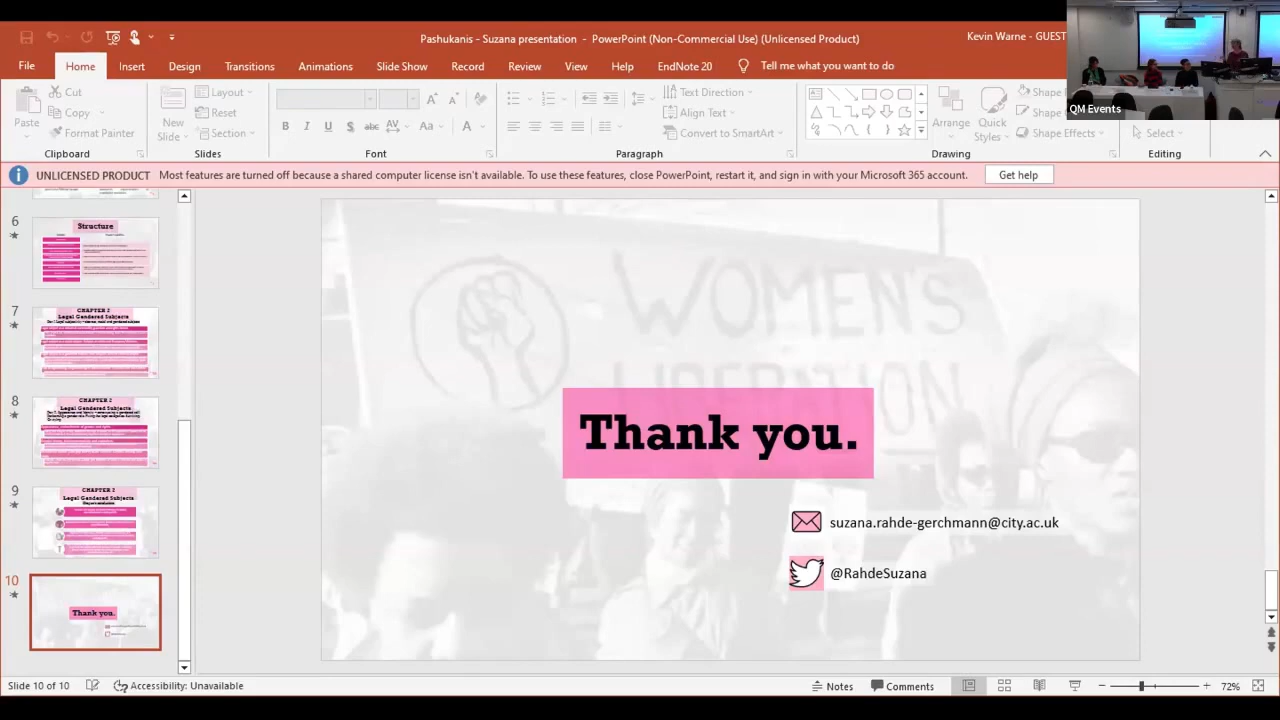 Pashukanis - Suzana presentation - PowerPoint (Non-Commercial Use) (Unlicensed Product)
Kevin Warne - GUEST
File Home Insert Design Transitions Animations Slide Show Record Review View Help EndNote 20 Tell me what you want to do
Paste
Cut
Copy
Format Painter
Clipboard
New
Slide
Layout
Reset
Section
Slides
B I U S abc AV Aa A
Font
Text Direction
Align Text
Convert to SmartArt
Paragraph
Arrange
Quick
Styles
Shape
Shape Effects
Drawing
Select
Editing
QM Events
UNLICENSED PRODUCT Most features are turned off because a shared computer license isn't available. To use these features, close PowerPoint, restart it, and sign in with your Microsoft 365 account. Get help
6
Structure
7
CHAPTER 2
Legal Gendered Subjects
8
CHAPTER 2
Legal Gendered Subjects
9
CHAPTER 2
Legal Gendered Subjects
10
Thank you.
WOMENS
LIBERATION
Thank you.
suzana.rahde-gerchmann@city.ac.uk
@RahdeSuzana
Slide 10 of 10
Accessibility: Unavailable
Notes
Comments
72%